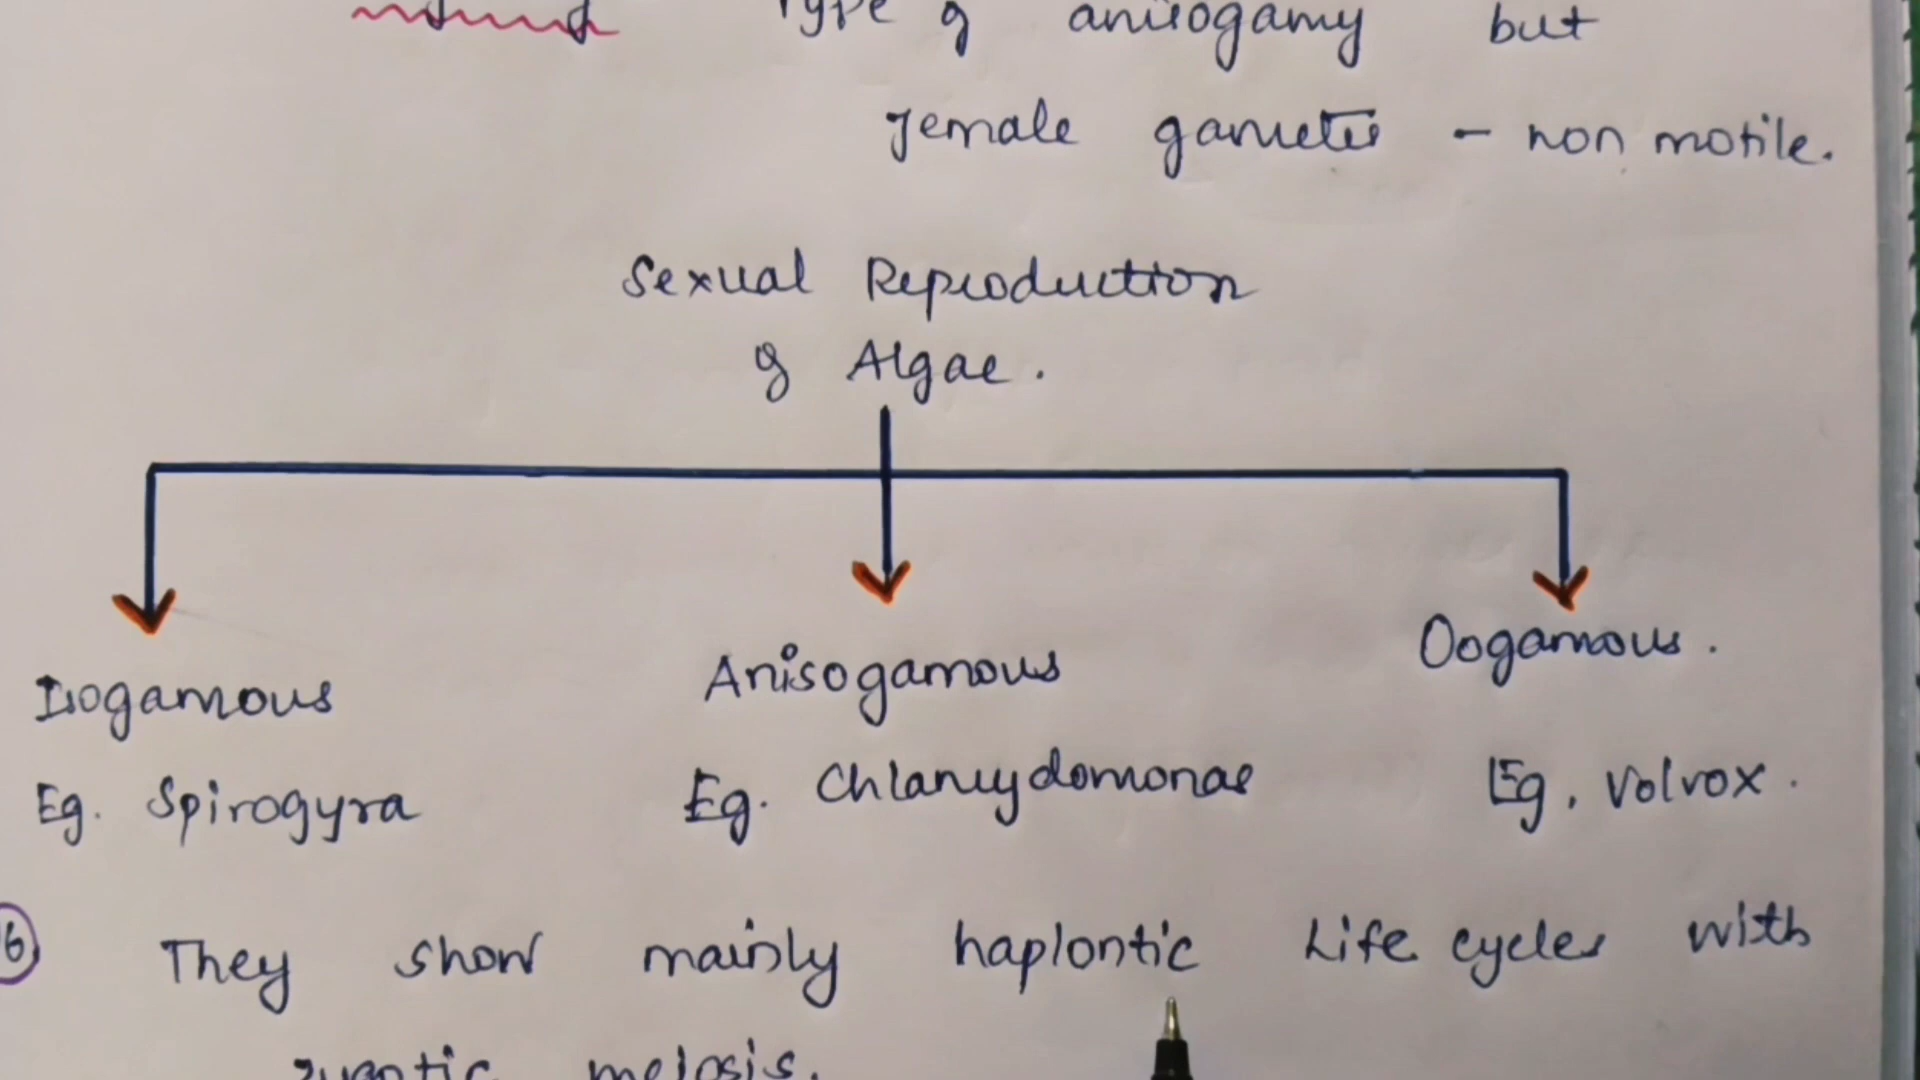 Type of anisogamy but
female gametes - non motile.
Sexual Reproduction
of Algae.
Isogamous
Anisogamous
Oogamous.
Eg. Spirogyra
Eg. Chlamydomonas
Eg. Volvox.
6 They show mainly haplontic Life cycles with
zygotic meiosis.